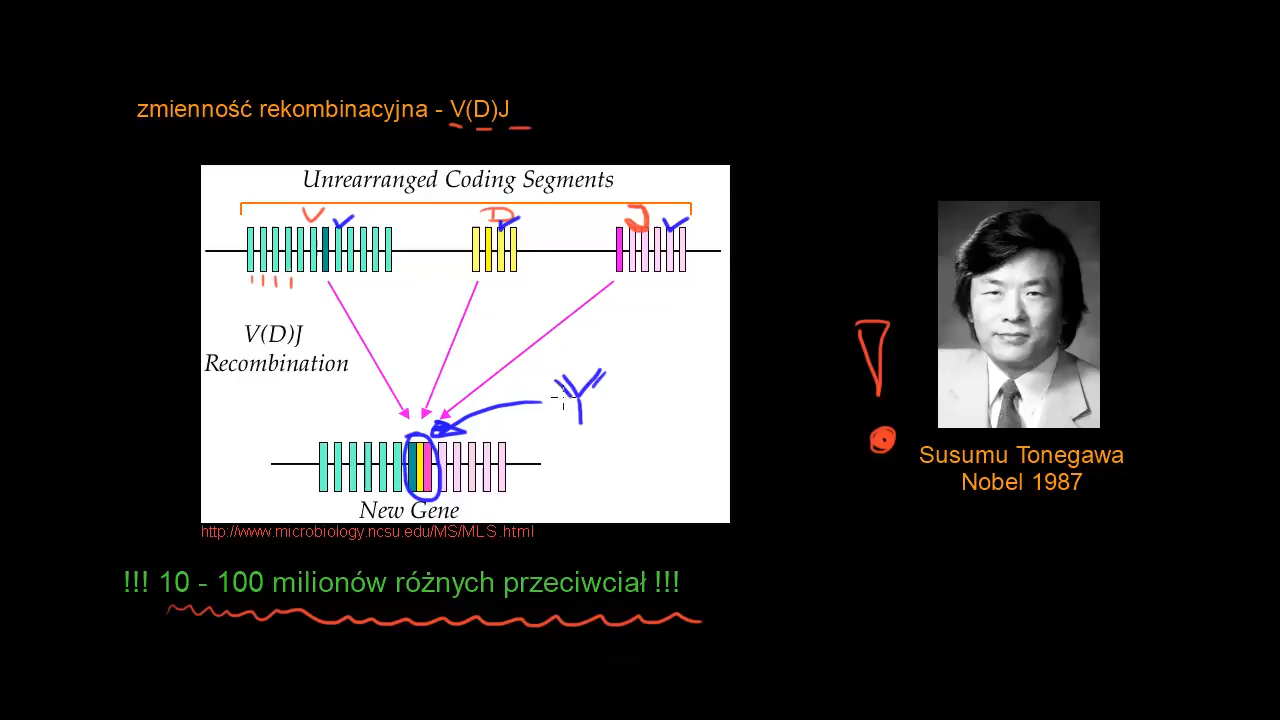 zmienność rekombinacyjna - V(D)J
Unrearranged Coding Segments
V D J
V(D)J
Recombination
New Gene
http://www.microbiology.ncsu.edu/MS/MLS.html
!!! 10 - 100 milionów różnych przeciwciał !!!
!
Susumu Tonegawa
Nobel 1987